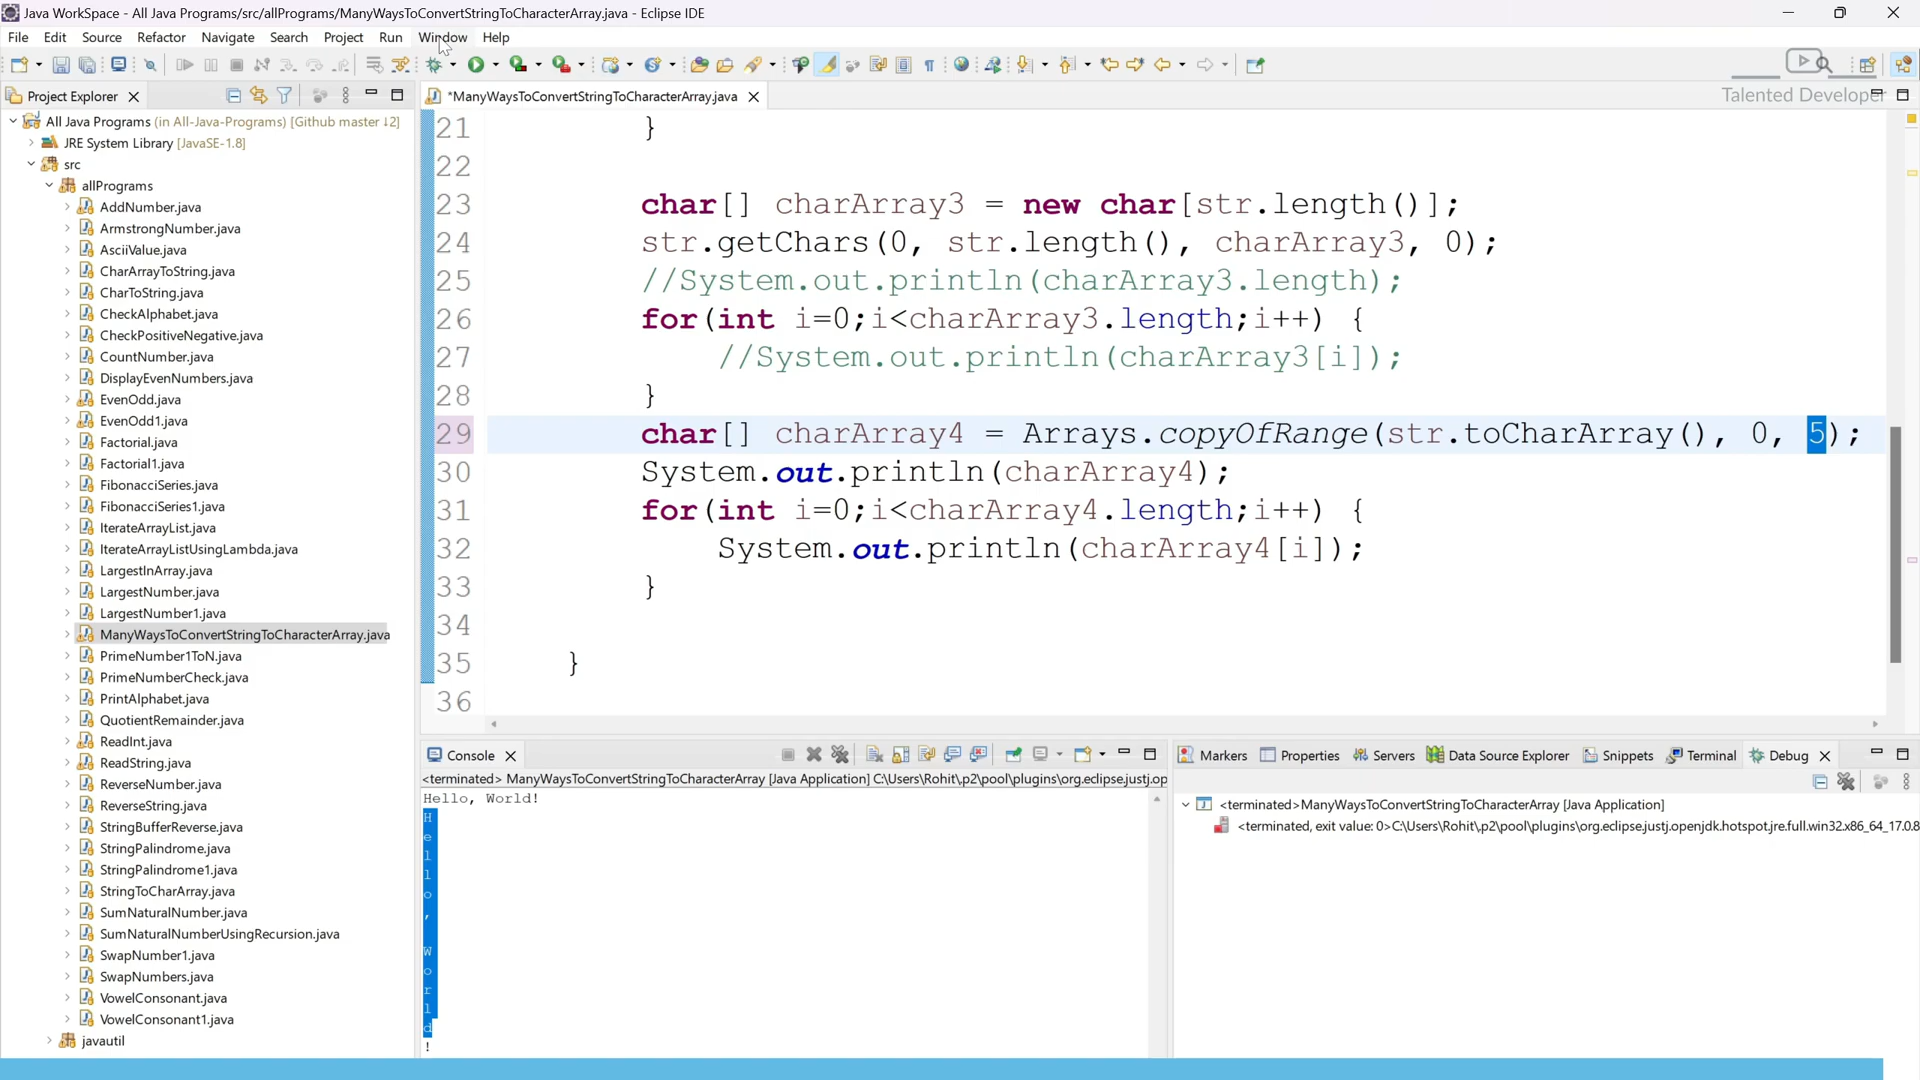 Java WorkSpace - All Java Programs/src/allPrograms/ManyWaysToConvertStringToCharacterArray.java - Eclipse IDE
File Edit Source Refactor Navigate Search Project Run Window Help
Talented Developer
Project Explorer
All Java Programs (in All-Java-Programs) [Github master ↓2]
JRE System Library [JavaSE-1.8]
src
allPrograms
AddNumber.java
ArmstrongNumber.java
AsciiValue.java
CharArrayToString.java
CharToString.java
CheckAlphabet.java
CheckPositiveNegative.java
CountNumber.java
DisplayEvenNumbers.java
EvenOdd.java
EvenOdd1.java
Factorial.java
Factorial1.java
FibonacciSeries.java
FibonacciSeries1.java
IterateArrayList.java
IterateArrayListUsingLambda.java
LargestInArray.java
LargestNumber.java
LargestNumber1.java
ManyWaysToConvertStringToCharacterArray.java
PrimeNumber1ToN.java
PrimeNumberCheck.java
PrintAlphabet.java
QuotientRemainder.java
ReadInt.java
ReadString.java
ReverseNumber.java
ReverseString.java
StringBufferReverse.java
StringPalindrome.java
StringPalindrome1.java
StringToCharArray.java
SumNaturalNumber.java
SumNaturalNumberUsingRecursion.java
SwapNumber1.java
SwapNumbers.java
VowelConsonant.java
VowelConsonant1.java
javautil
*ManyWaysToConvertStringToCharacterArray.java
21 }
22
23 char[] charArray3 = new char[str.length()];
24 str.getChars(0, str.length(), charArray3, 0);
25 //System.out.println(charArray3.length);
26 for(int i=0;i<charArray3.length;i++) {
27 //System.out.println(charArray3[i]);
28 }
29 char[] charArray4 = Arrays.copyOfRange(str.toCharArray(), 0, 5);
30 System.out.println(charArray4);
31 for(int i=0;i<charArray4.length;i++) {
32 System.out.println(charArray4[i]);
33 }
34
35 }
36
Console
<terminated> ManyWaysToConvertStringToCharacterArray [Java Application] C:\Users\Rohit\.p2\pool\plugins\org.eclipse.justj.op
Hello, World!
H
e
l
l
o
,
W
o
r
l
d
!
Markers Properties Servers Data Source Explorer Snippets Terminal Debug
<terminated>ManyWaysToConvertStringToCharacterArray [Java Application]
<terminated, exit value: 0>C:\Users\Rohit\.p2\pool\plugins\org.eclipse.justj.openjdk.hotspot.jre.full.win32.x86_64_17.0.8